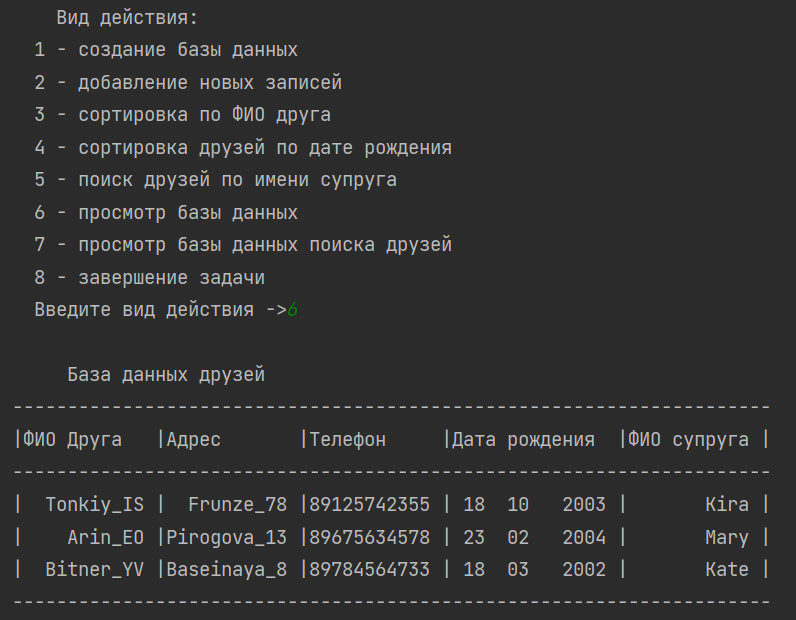 Вид действия:
1 - создание базы данных
2 - добавление новых записей
3 - сортировка по ФИО друга
4 - сортировка друзей по дате рождения
5 - поиск друзей по имени супруга
6 - просмотр базы данных
7 - просмотр базы данных поиска друзей
8 - завершение задачи
Введите вид действия ->6
База данных друзей
---------------------------------------------------------------------
|ФИО Друга   |Адрес       |Телефон     |Дата рождения  |ФИО супруга |
---------------------------------------------------------------------
|  Tonkiy_IS |  Frunze_78 |89125742355 | 18  10   2003 |       Kira |
|    Arin_EO |Pirogova_13 |89675634578 | 23  02   2004 |       Mary |
|  Bitner_YV |Baseinaya_8 |89784564733 | 18  03   2002 |       Kate |
---------------------------------------------------------------------